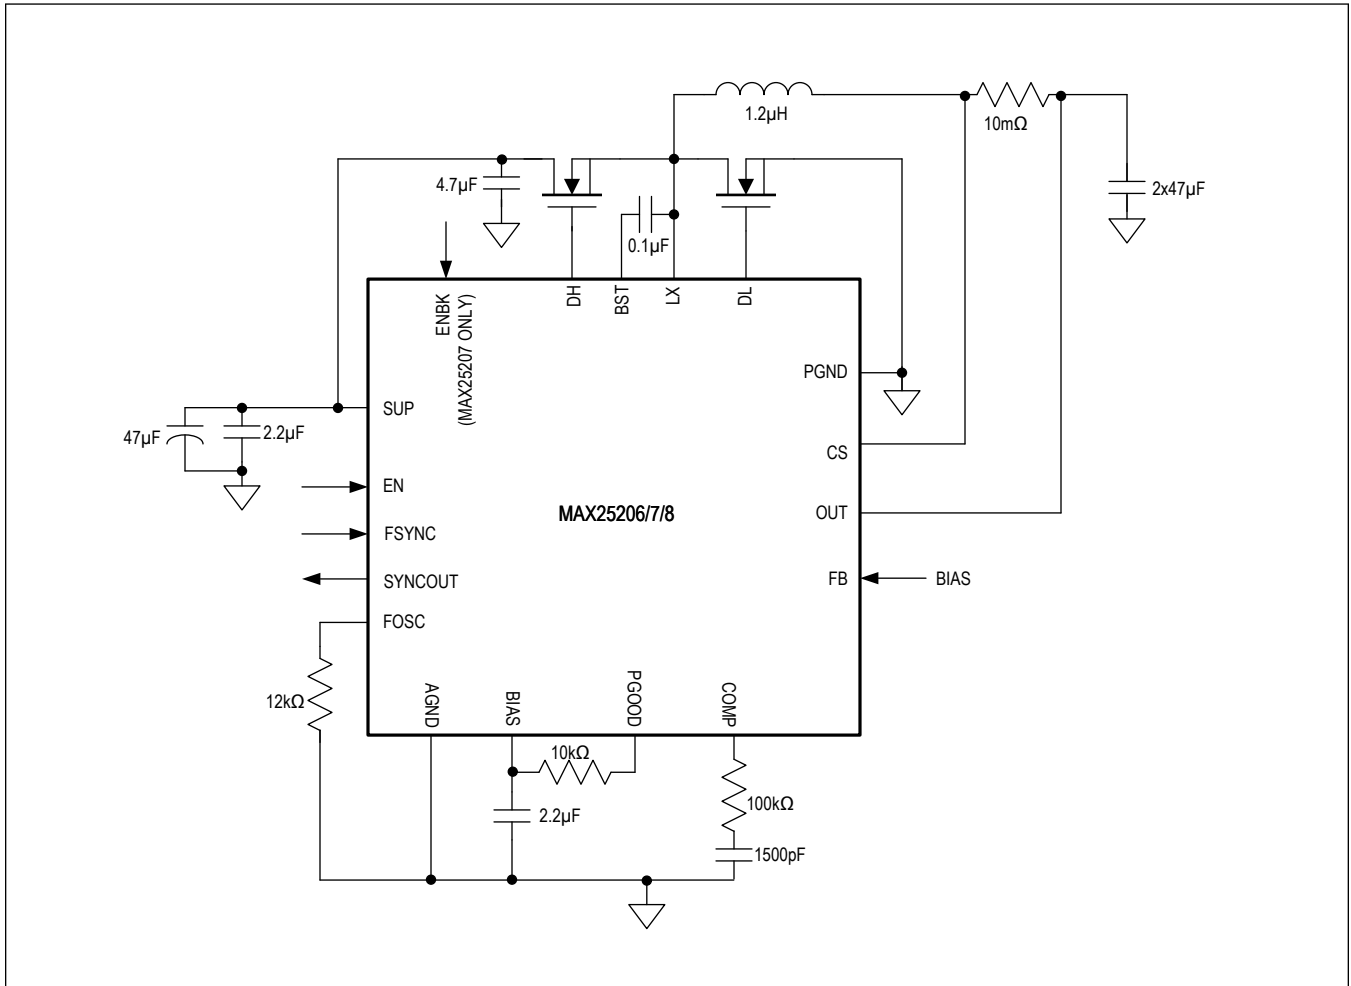 1.2µH
10mΩ
4.7µF
2x47µF
0.1µF
ENBK
(MAX25207 ONLY)
DH
BST
LX
DL
PGND
SUP
47µF
2.2µF
CS
EN
OUT
MAX25206/7/8
FSYNC
SYNCOUT
FB
BIAS
FOSC
12kΩ
AGND
BIAS
PGOOD
COMP
10kΩ
2.2µF
100kΩ
1500pF